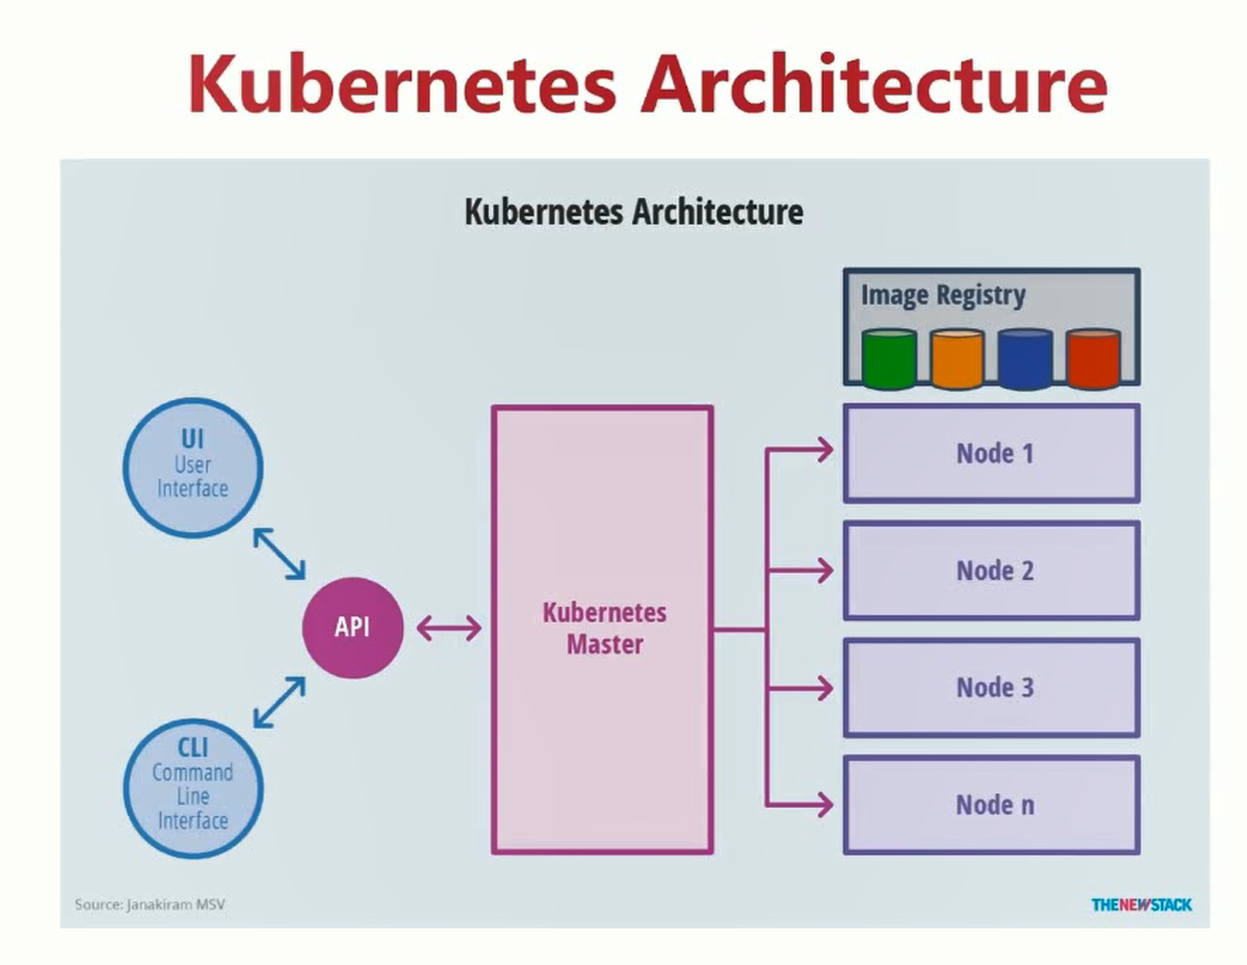 Kubernetes Architecture
Kubernetes Architecture
Image Registry
UI
User
Interface
API
CLI
Command
Line
Interface
Kubernetes
Master
Node 1
Node 2
Node 3
Node n
Source: Janakiram MSV
THENEWSTACK